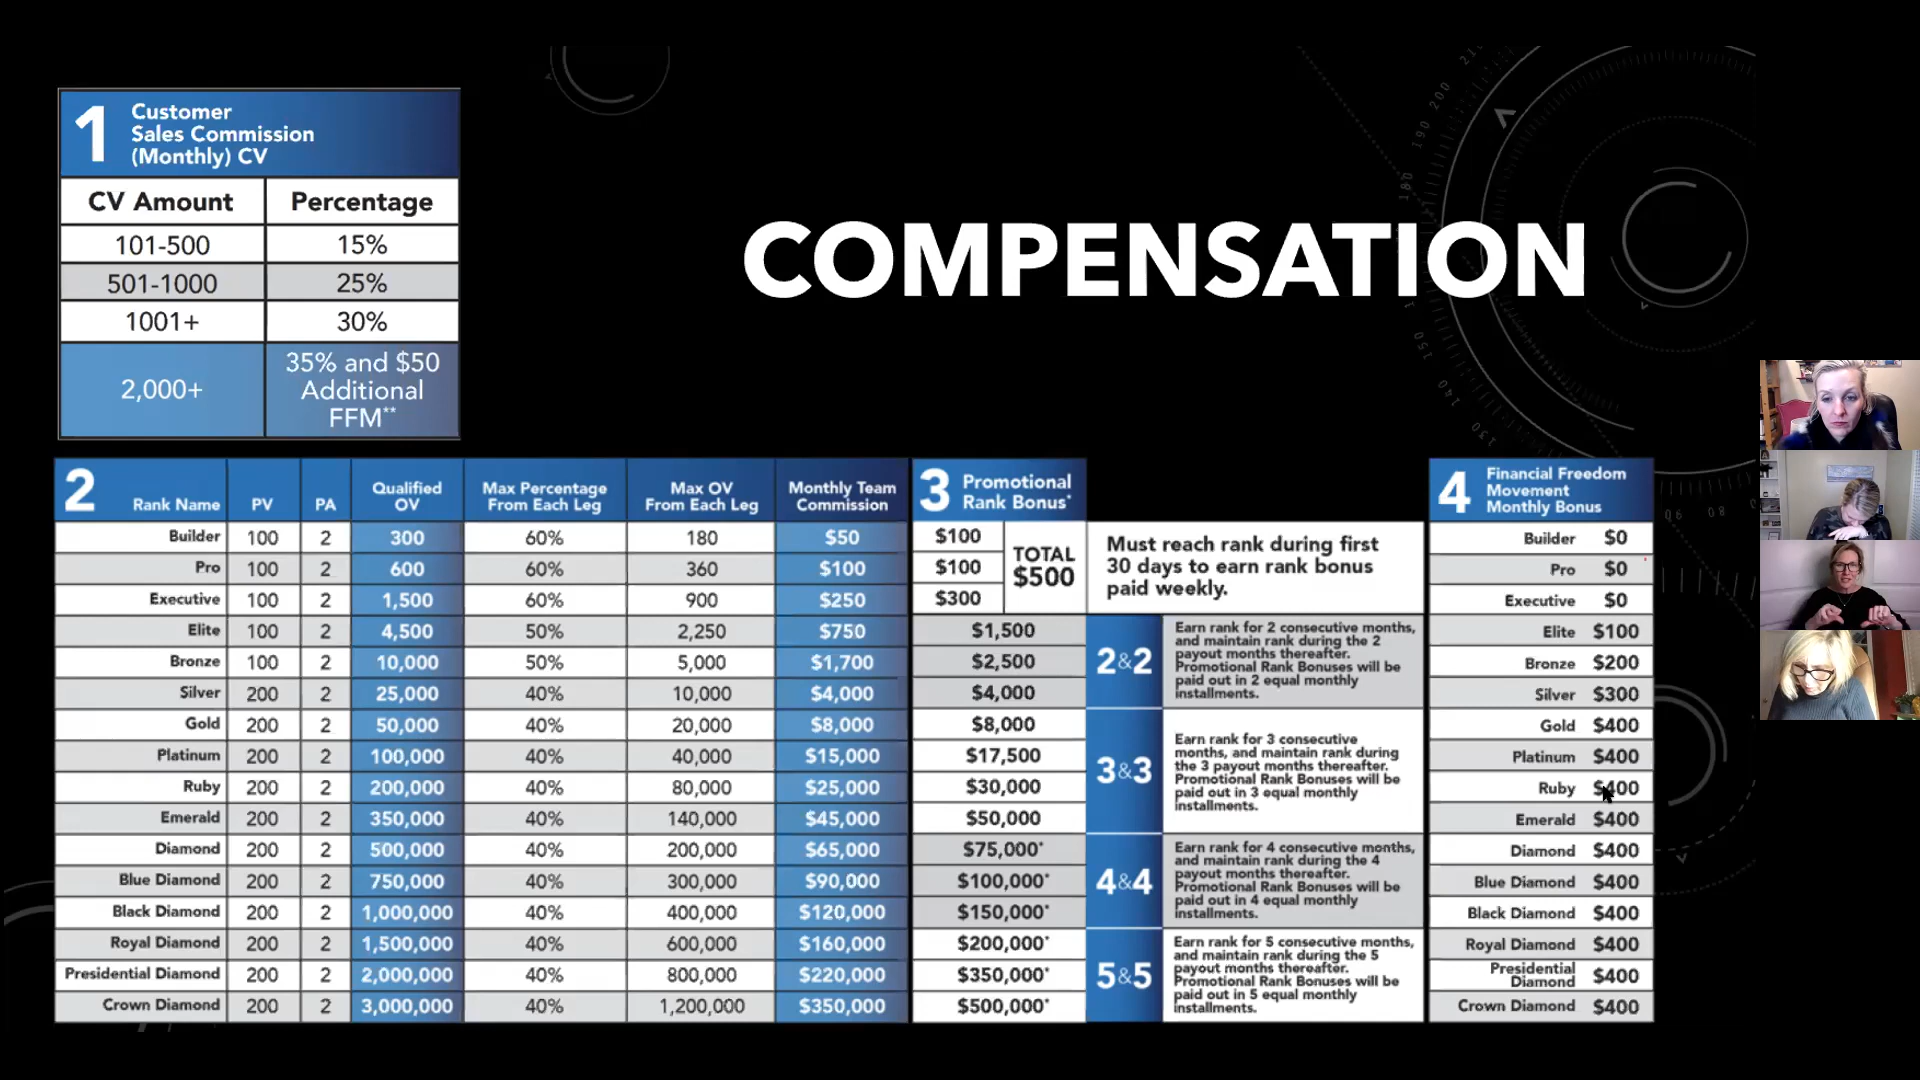 1 Customer
Sales Commission
(Monthly) CV
CV Amount Percentage
101-500 15%
501-1000 25%
1001+ 30%
2,000+ 35% and $50
Additional
FFM**
COMPENSATION
2 Rank Name PV PA Qualified OV Max Percentage From Each Leg Max OV From Each Leg Monthly Team Commission
Builder 100 2 300 60% 180 $50
Pro 100 2 600 60% 360 $100
Executive 100 2 1,500 60% 900 $250
Elite 100 2 4,500 50% 2,250 $750
Bronze 100 2 10,000 50% 5,000 $1,700
Silver 200 2 25,000 40% 10,000 $4,000
Gold 200 2 50,000 40% 20,000 $8,000
Platinum 200 2 100,000 40% 40,000 $15,000
Ruby 200 2 200,000 40% 80,000 $25,000
Emerald 200 2 350,000 40% 140,000 $45,000
Diamond 200 2 500,000 40% 200,000 $65,000
Blue Diamond 200 2 750,000 40% 300,000 $90,000
Black Diamond 200 2 1,000,000 40% 400,000 $120,000
Royal Diamond 200 2 1,500,000 40% 600,000 $160,000
Presidential Diamond 200 2 2,000,000 40% 800,000 $220,000
Crown Diamond 200 2 3,000,000 40% 1,200,000 $350,000
3 Promotional
Rank Bonus*
$100
$100
$300
TOTAL
$500
Must reach rank during first
30 days to earn rank bonus
paid weekly.
$1,500
$2,500
$4,000
2&2
Earn rank for 2 consecutive months,
and maintain rank during the 2
payout months thereafter.
Promotional Rank Bonuses will be
paid out in 2 equal monthly
installments.
$8,000
$17,500
$30,000
$50,000
3&3
Earn rank for 3 consecutive
months, and maintain rank during
the 3 payout months thereafter.
Promotional Rank Bonuses will be
paid out in 3 equal monthly
installments.
$75,000*
$100,000*
$150,000*
4&4
Earn rank for 4 consecutive months,
and maintain rank during the 4
payout months thereafter.
Promotional Rank Bonuses will be
paid out in 4 equal monthly
installments.
$200,000*
$350,000*
$500,000*
5&5
Earn rank for 5 consecutive months,
and maintain rank during the 5
payout months thereafter.
Promotional Rank Bonuses will be
paid out in 5 equal monthly
installments.
4 Financial Freedom
Movement
Monthly Bonus
Builder $0
Pro $0
Executive $0
Elite $100
Bronze $200
Silver $300
Gold $400
Platinum $400
Ruby $400
Emerald $400
Diamond $400
Blue Diamond $400
Black Diamond $400
Royal Diamond $400
Presidential
Diamond $400
Crown Diamond $400
210
200
190
180
150
140
130
90
80